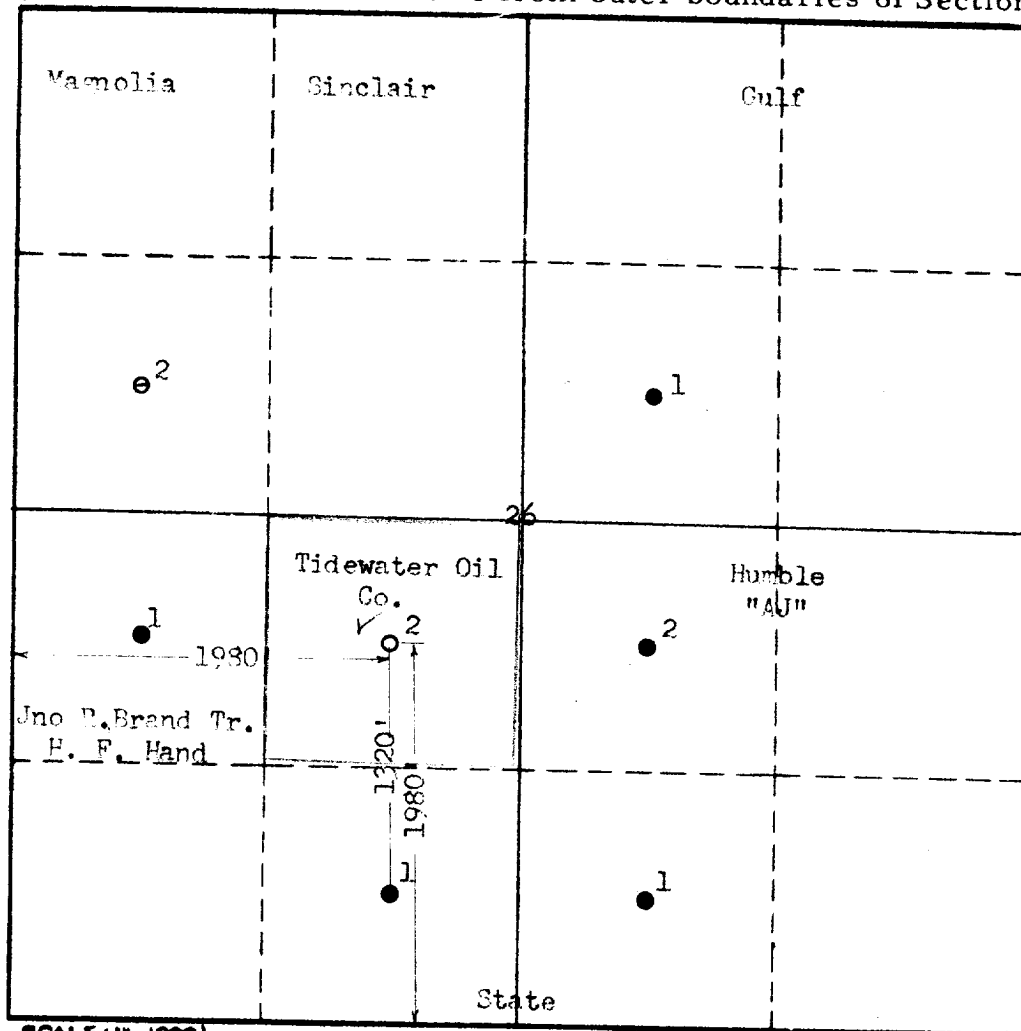 outer boundaries of Section
Magnolia
Sinclair
Gulf
2
1
26
Tidewater Oil
Co.
Humble
"AJ"
1
2
2
1980
Jno R. Brand Tr.
H. F. Hand
1320'
1980
1
1
State